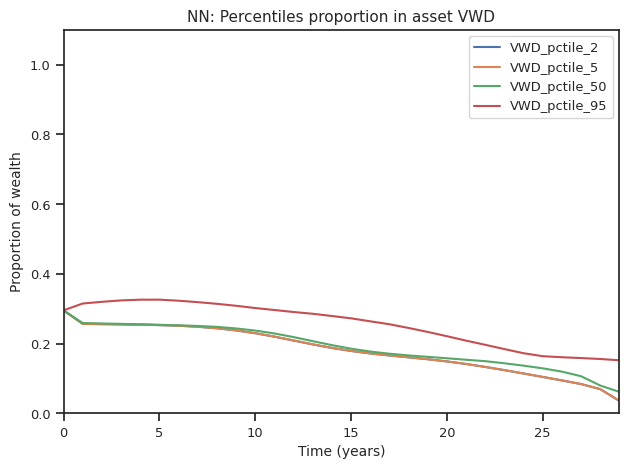 NN: Percentiles proportion in asset VWD
VWD_pctile_2
VWD_pctile_5
VWD_pctile_50
VWD_pctile_95
Proportion of wealth
1.0
0.8
0.6
0.4
0.2
0.0
0 5 10 15 20 25
Time (years)